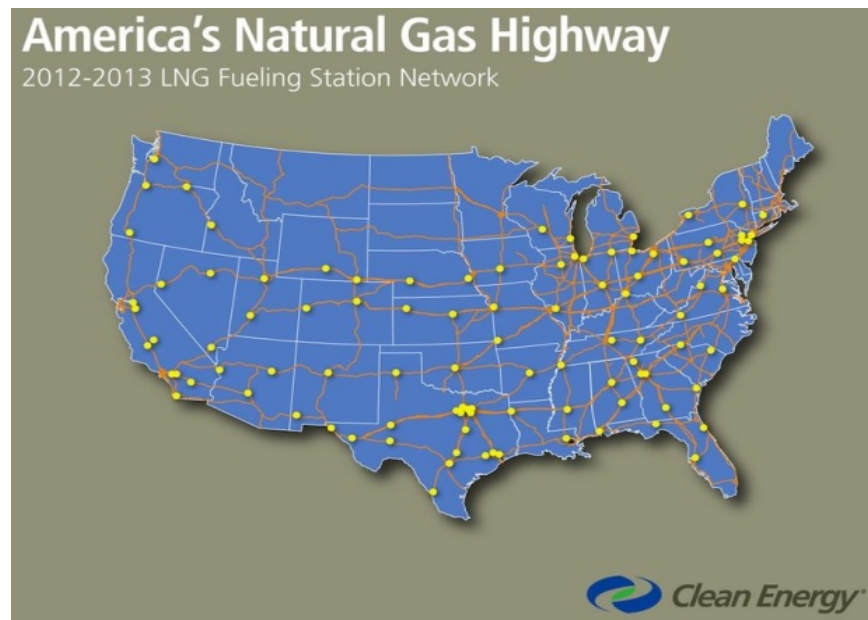 America's Natural Gas Highway
2012-2013 LNG Fueling Station Network
Clean Energy®